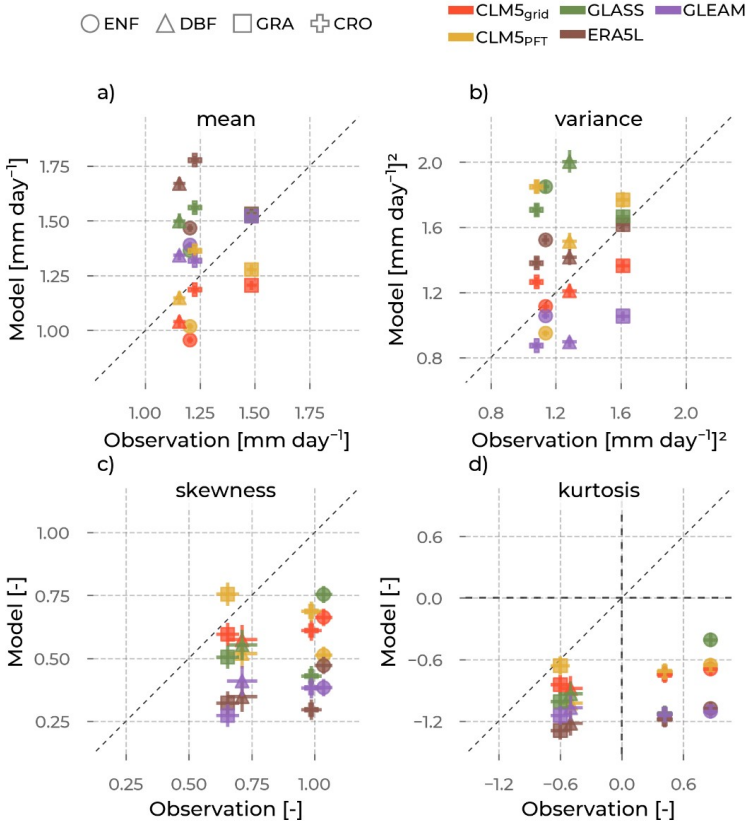 ENF DBF GRA CRO
CLM5grid GLASS GLEAM
CLM5PFT ERA5L
a) b)
mean variance
Model [mm day⁻¹]
1.75
1.50
1.25
1.00
1.00 1.25 1.50 1.75
Observation [mm day⁻¹]
Model [mm day⁻¹]²
2.0
1.6
1.2
0.8
0.8 1.2 1.6 2.0
Observation [mm day⁻¹]²
c) d)
skewness kurtosis
Model [-]
1.00
0.75
0.50
0.25
0.25 0.50 0.75 1.00
Observation [-]
Model [-]
0.6
0.0
−0.6
−1.2
−1.2 −0.6 0.0 0.6
Observation [-]